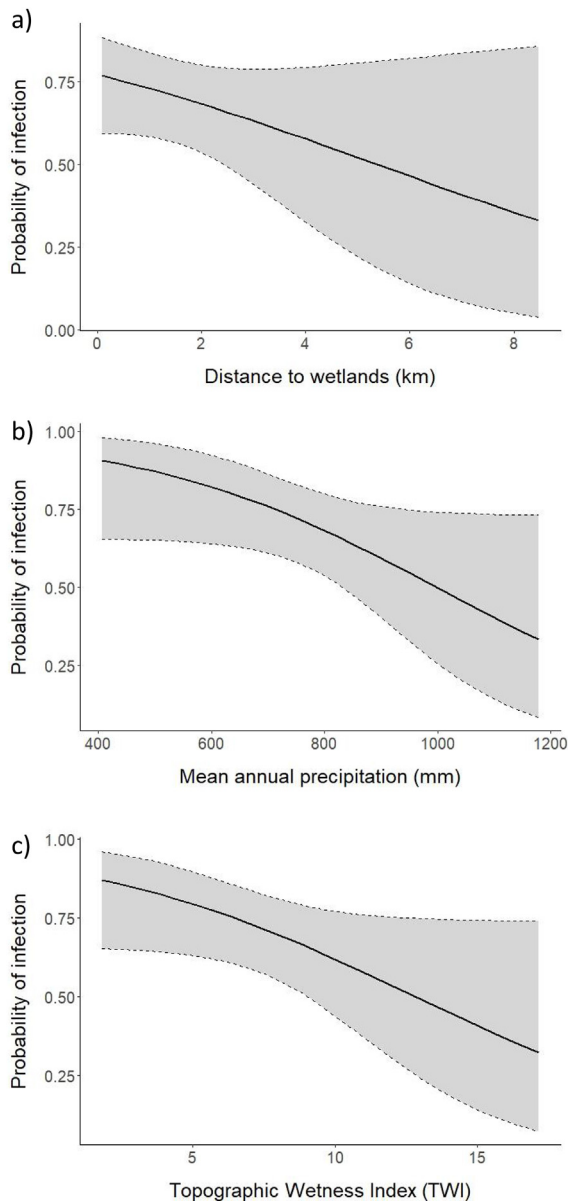 a)
Probability of infection
0.75
0.50
0.25
0.00
0 2 4 6 8
Distance to wetlands (km)
b)
Probability of infection
1.00
0.75
0.50
0.25
400 600 800 1000 1200
Mean annual precipitation (mm)
c)
Probability of infection
1.00
0.75
0.50
0.25
5 10 15
Topographic Wetness Index (TWI)